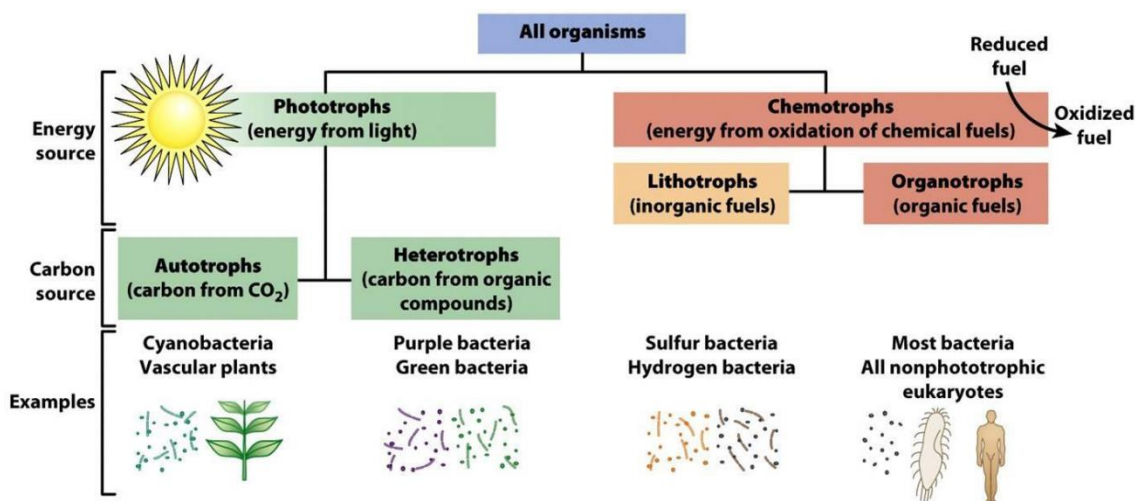 All organisms
Reduced
fuel
Oxidized
fuel
Energy
source
Phototrophs
(energy from light)
Chemotrophs
(energy from oxidation of chemical fuels)
Lithotrophs
(inorganic fuels)
Organotrophs
(organic fuels)
Carbon
source
Autotrophs
(carbon from CO₂)
Heterotrophs
(carbon from organic
compounds)
Examples
Cyanobacteria
Vascular plants
Purple bacteria
Green bacteria
Sulfur bacteria
Hydrogen bacteria
Most bacteria
All nonphototrophic
eukaryotes